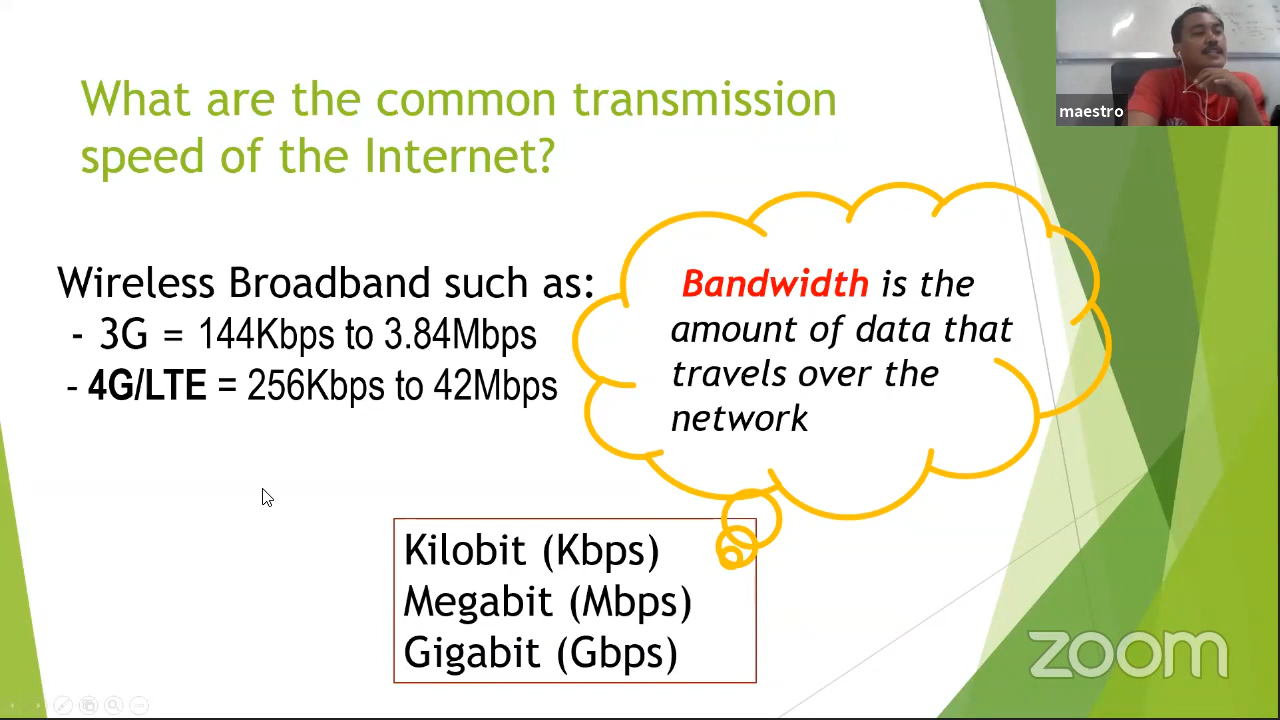 What are the common transmission
speed of the Internet?
maestro
Wireless Broadband such as:
- 3G = 144Kbps to 3.84Mbps
- 4G/LTE = 256Kbps to 42Mbps
Bandwidth is the
amount of data that
travels over the
network
Kilobit (Kbps)
Megabit (Mbps)
Gigabit (Gbps)
zoom